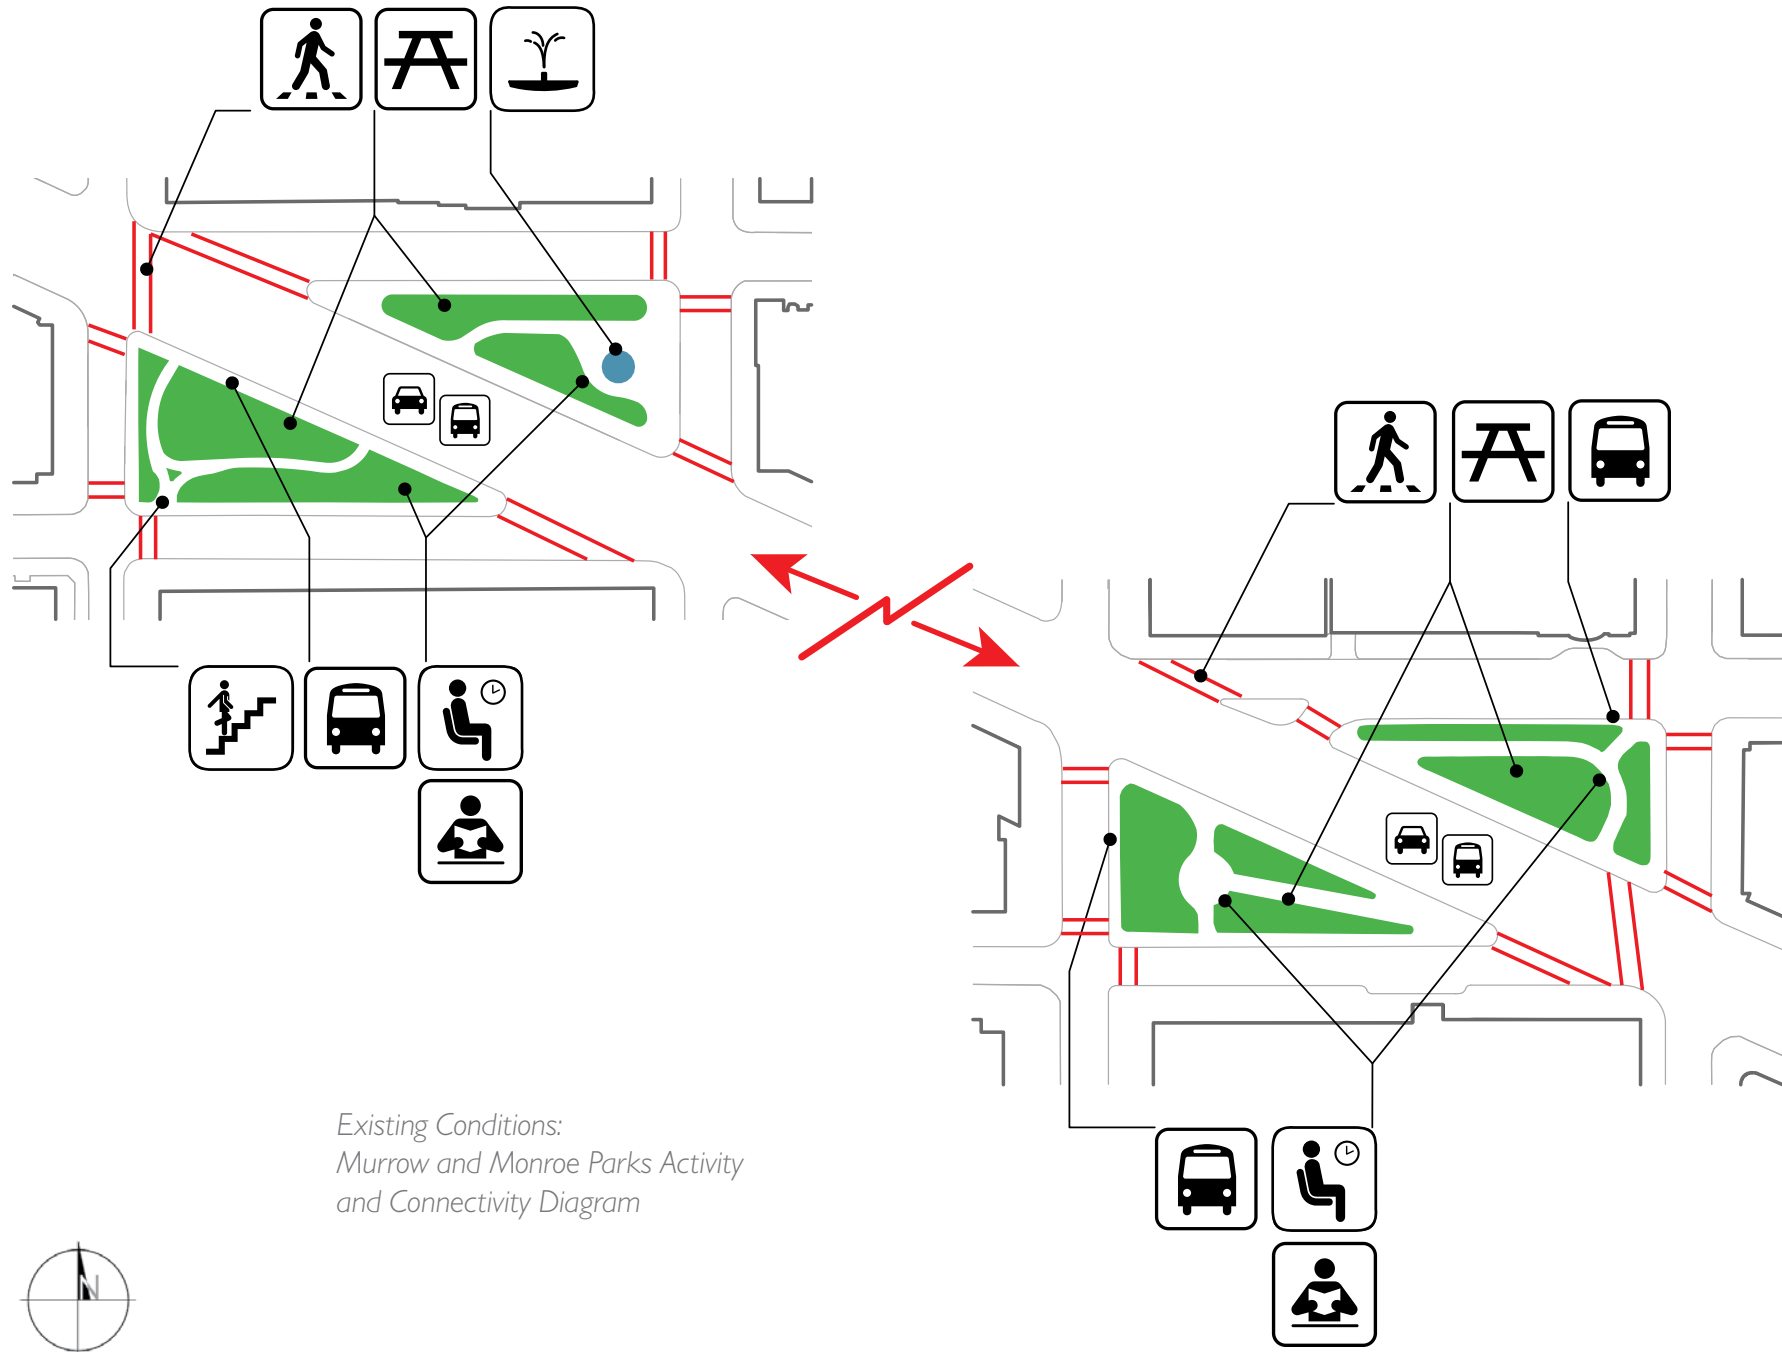 Existing Conditions:
Murrow and Monroe Parks Activity
and Connectivity Diagram
N